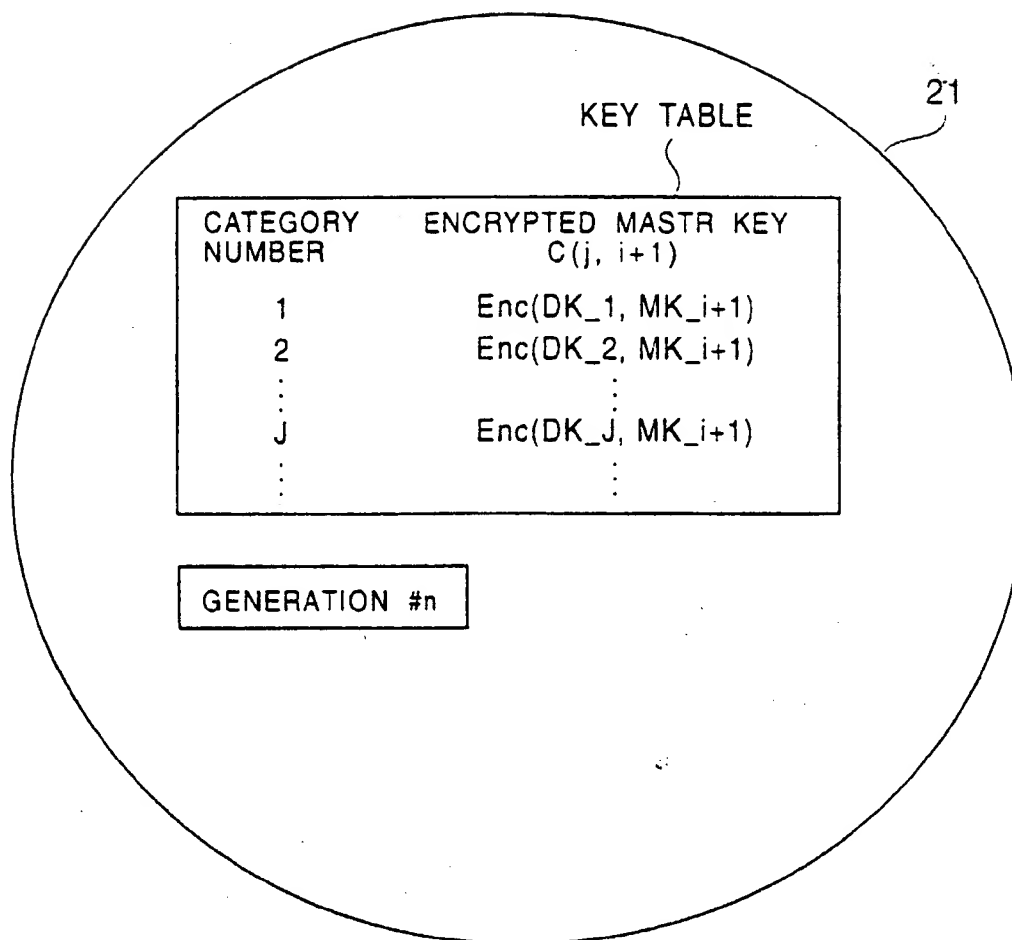 21
KEY TABLE
CATEGORY NUMBER ENCRYPTED MASTR KEY C(j, i+1)
1 Enc(DK_1, MK_i+1)
2 Enc(DK_2, MK_i+1)
⋮ ⋮
J Enc(DK_J, MK_i+1)
⋮ ⋮
GENERATION #n